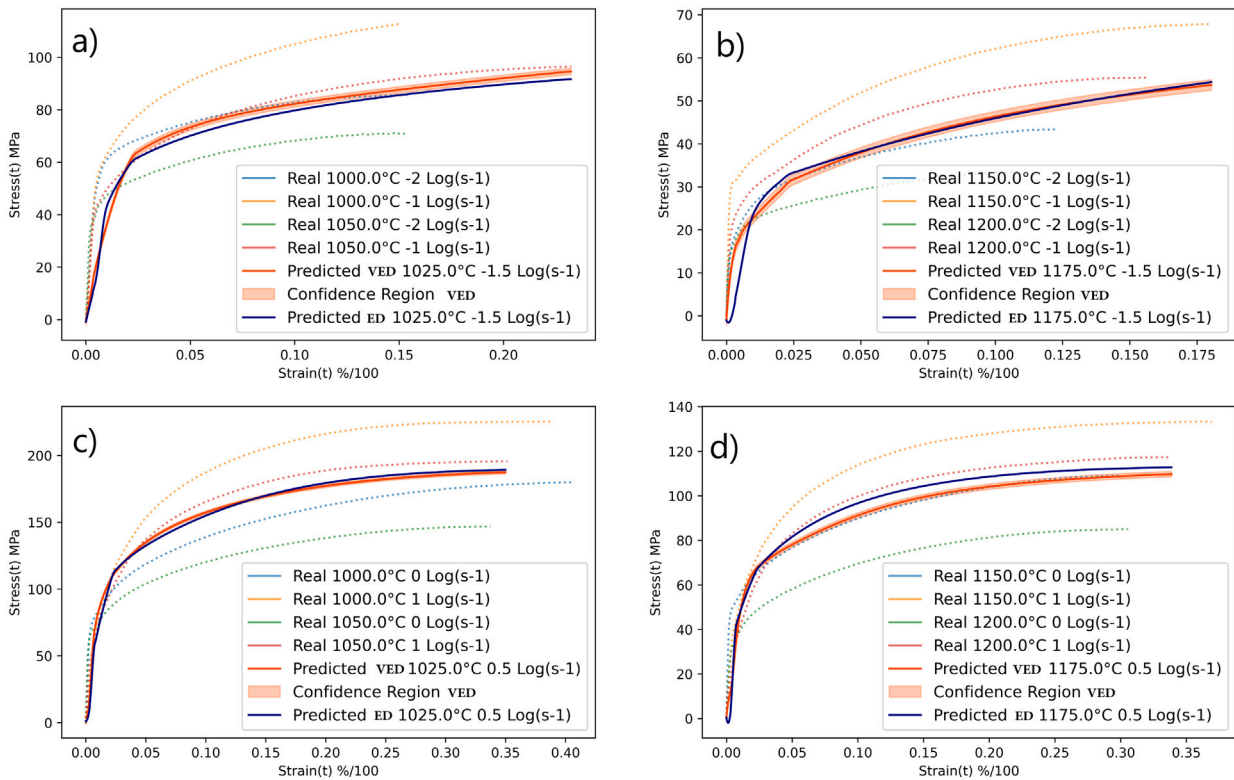 a)
Stress(t) MPa
100
80
60
40
20
0
Real 1000.0°C -2 Log(s-1)
Real 1000.0°C -1 Log(s-1)
Real 1050.0°C -2 Log(s-1)
Real 1050.0°C -1 Log(s-1)
Predicted VED 1025.0°C -1.5 Log(s-1)
Confidence Region VED
Predicted ED 1025.0°C -1.5 Log(s-1)
0.00 0.05 0.10 0.15 0.20
Strain(t) %/100
b)
Stress(t) MPa
70
60
50
40
30
20
10
0
Real 1150.0°C -2 Log(s-1)
Real 1150.0°C -1 Log(s-1)
Real 1200.0°C -2 Log(s-1)
Real 1200.0°C -1 Log(s-1)
Predicted VED 1175.0°C -1.5 Log(s-1)
Confidence Region VED
Predicted ED 1175.0°C -1.5 Log(s-1)
0.000 0.025 0.050 0.075 0.100 0.125 0.150 0.175
Strain(t) %/100
c)
Stress(t) MPa
200
150
100
50
0
Real 1000.0°C 0 Log(s-1)
Real 1000.0°C 1 Log(s-1)
Real 1050.0°C 0 Log(s-1)
Real 1050.0°C 1 Log(s-1)
Predicted VED 1025.0°C 0.5 Log(s-1)
Confidence Region VED
Predicted ED 1025.0°C 0.5 Log(s-1)
0.00 0.05 0.10 0.15 0.20 0.25 0.30 0.35 0.40
Strain(t) %/100
d)
Stress(t) MPa
140
120
100
80
60
40
20
0
Real 1150.0°C 0 Log(s-1)
Real 1150.0°C 1 Log(s-1)
Real 1200.0°C 0 Log(s-1)
Real 1200.0°C 1 Log(s-1)
Predicted VED 1175.0°C 0.5 Log(s-1)
Confidence Region VED
Predicted ED 1175.0°C 0.5 Log(s-1)
0.00 0.05 0.10 0.15 0.20 0.25 0.30 0.35
Strain(t) %/100